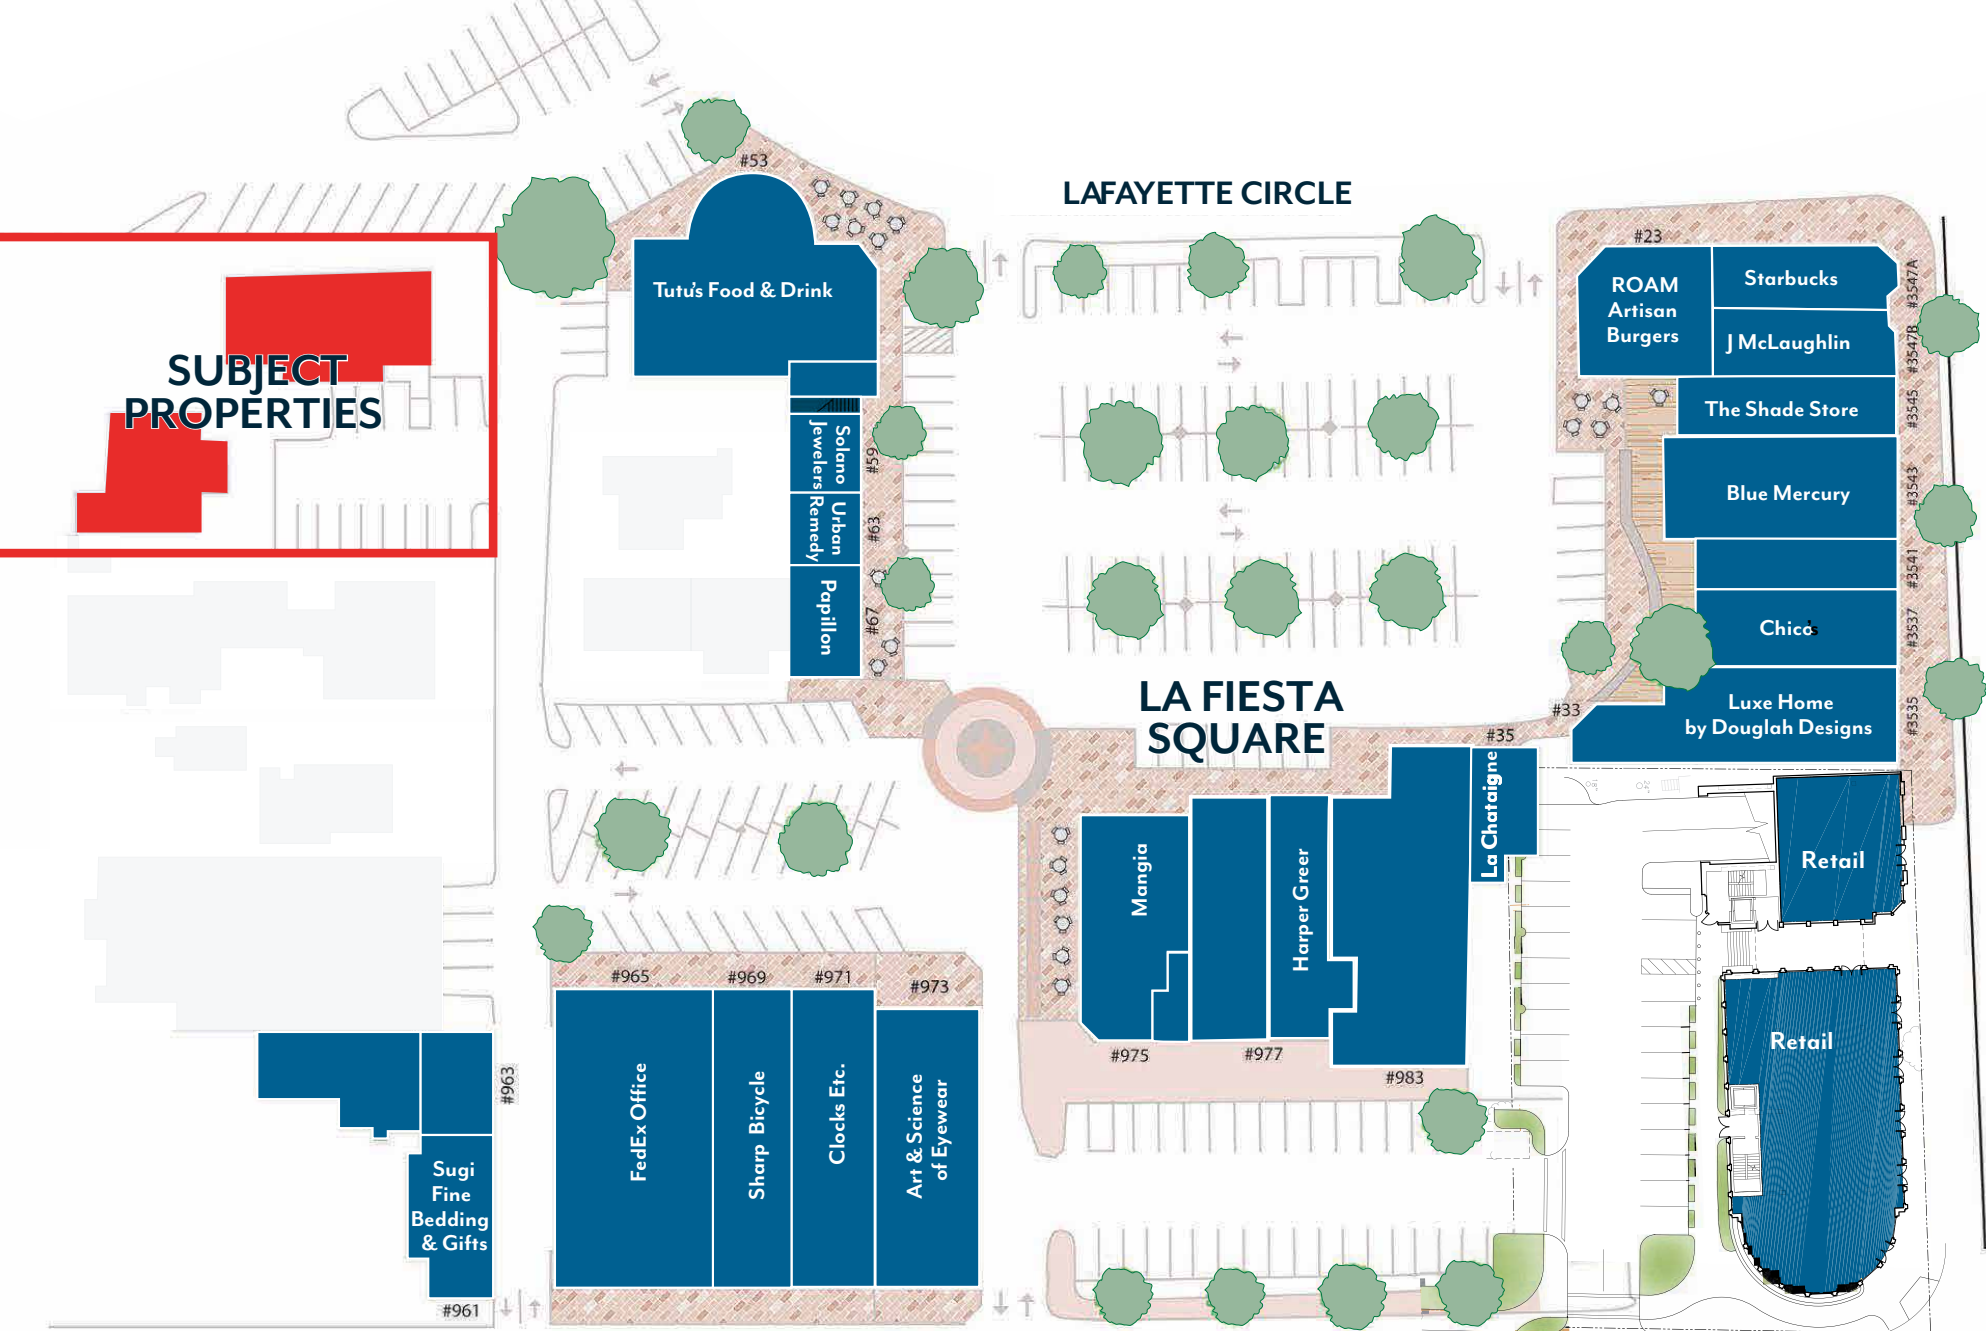 #53
LAFAYETTE CIRCLE
#23
Tutu's Food & Drink
ROAM
Artisan
Burgers
Starbucks
#3547A
J McLaughlin
#3547B
SUBJECT
PROPERTIES
The Shade Store
#3545
Solano
Jewelers
#59
Blue Mercury
#3543
Urban
Remedy
#63
#3541
Papillon
#67
Chico's
#3537
LA FIESTA
SQUARE
#33
#35
Luxe Home
by Douglah Designs
#3535
La Chataigne
Mangia
Harper Greer
Retail
#965
#969
#971
#973
#975
#977
#983
Retail
#963
FedEx Office
Sharp Bicycle
Clocks Etc.
Art & Science
of Eyewear
Sugi
Fine
Bedding
& Gifts
#961